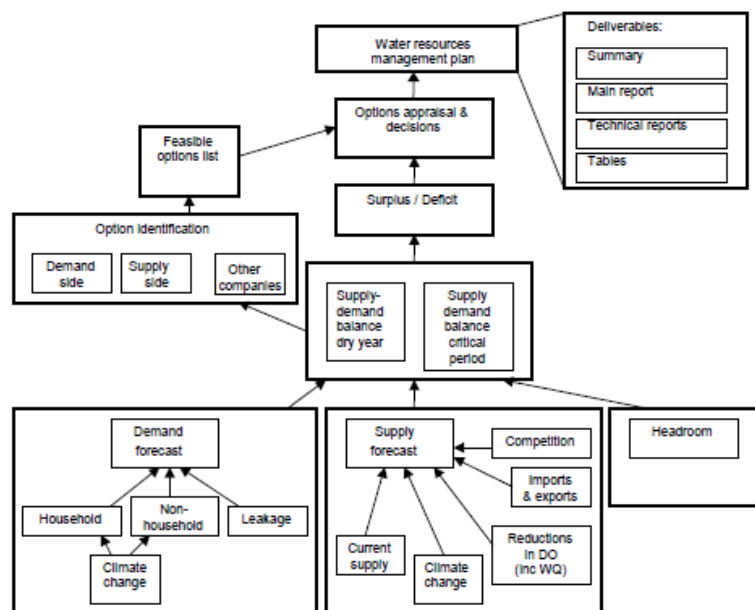 Water resources
management plan
Deliverables:
Summary
Main report
Technical reports
Tables
Options appraisal &
decisions
Feasible
options list
Surplus / Deficit
Option identification
Demand
side
Supply
side
Other
companies
Supply-
demand
balance
dry year
Supply
demand
balance
critical
period
Demand
forecast
Household
Non-
household
Leakage
Climate
change
Supply
forecast
Competition
Imports
& exports
Reductions
in DO
(inc WQ)
Current
supply
Climate
change
Headroom